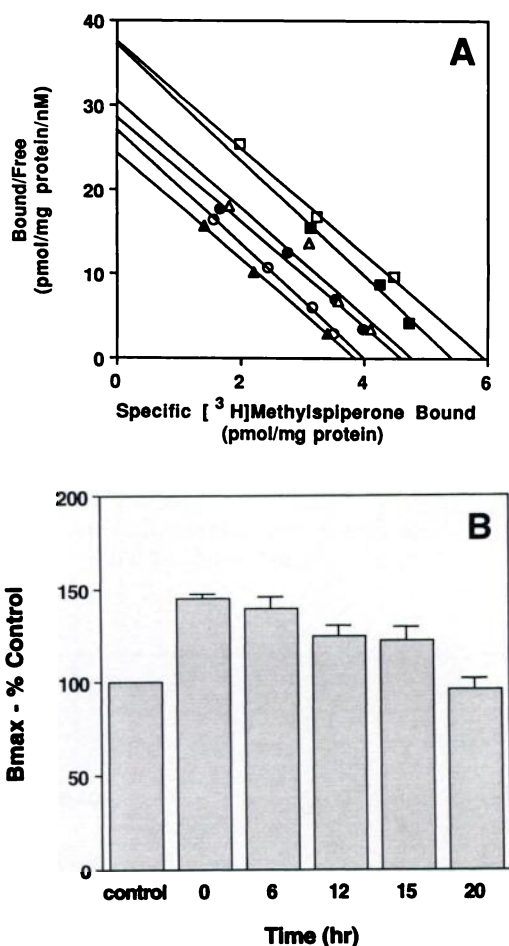 A
40
30
20
10
0
Bound/Free
(pmol/mg protein/nM)
0 2 4 6
Specific [ 3 H]Methylspiperone Bound
(pmol/mg protein)
B
200
150
100
50
0
Bmax - % Control
control 0 6 12 15 20
Time (hr)